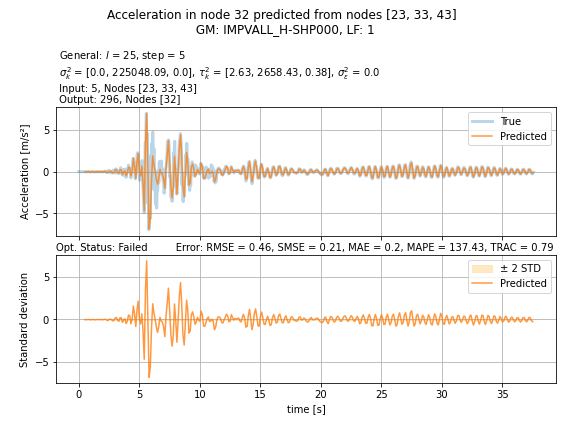 Acceleration in node 32 predicted from nodes [23, 33, 43]
GM: IMPVALL_H-SHP000, LF: 1
General: l = 25, step = 5
σ²ₖ = [0.0, 225048.09, 0.0], τ²ₖ = [2.63, 2658.43, 0.38], σ²ε = 0.0
Input: 5, Nodes [23, 33, 43]
Output: 296, Nodes [32]
Acceleration [m/s²]
5
0
−5
True
Predicted
Opt. Status: Failed Error: RMSE = 0.46, SMSE = 0.21, MAE = 0.2, MAPE = 137.43, TRAC = 0.79
Standard deviation
5
0
−5
± 2 STD
Predicted
0 5 10 15 20 25 30 35
time [s]